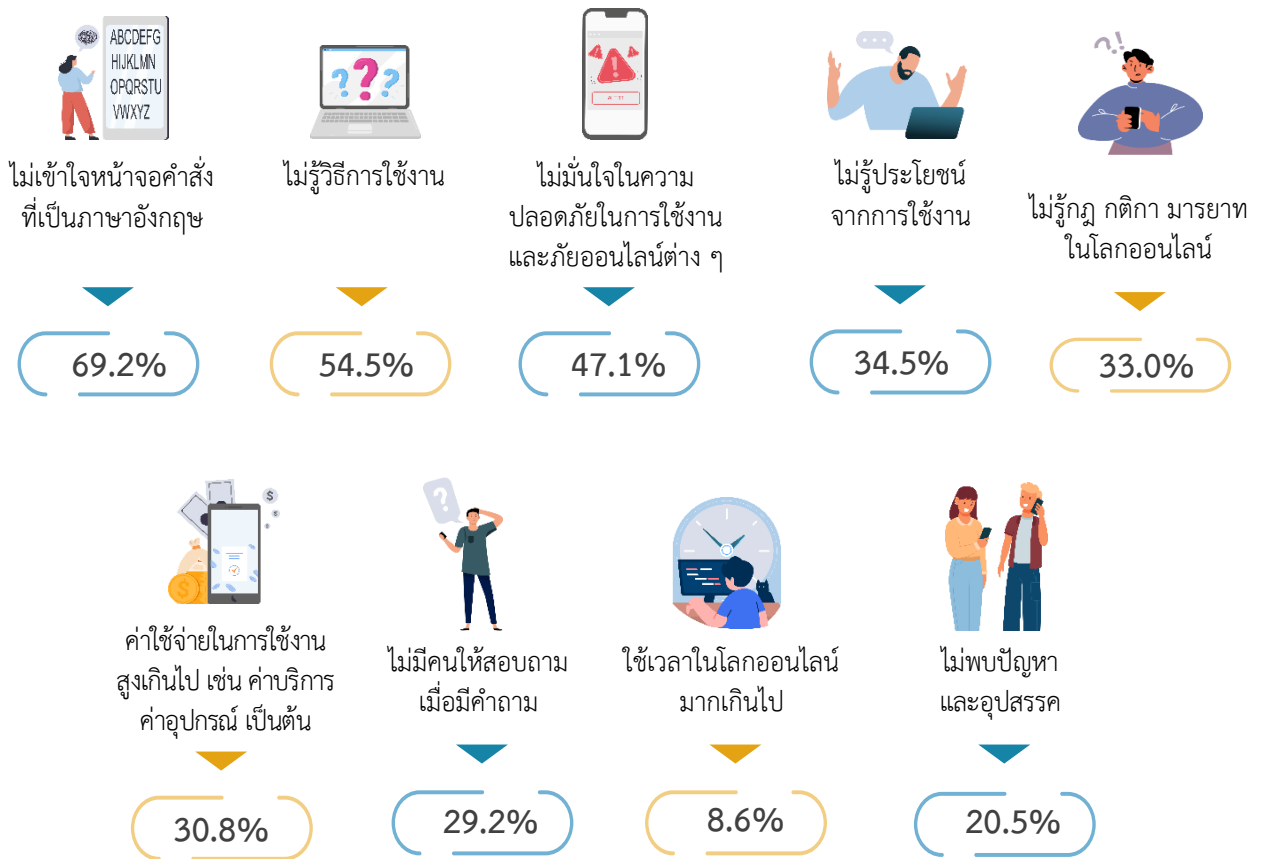 ABCDEFG
HIJKLMN
OPQRSTU
VWXYZ
ไม่เข้าใจหน้าจอคำสั่ง
ที่เป็นภาษาอังกฤษ
69.2%
???
ไม่รู้วิธีการใช้งาน
54.5%
ไม่มั่นใจในความ
ปลอดภัยในการใช้งาน
และภัยออนไลน์ต่าง ๆ
47.1%
ไม่รู้ประโยชน์
จากการใช้งาน
34.5%
?!
ไม่รู้กฎ กติกา มารยาท
ในโลกออนไลน์
33.0%
$
$
ค่าใช้จ่ายในการใช้งาน
สูงเกินไป เช่น ค่าบริการ
ค่าอุปกรณ์ เป็นต้น
30.8%
?
ไม่มีคนให้สอบถาม
เมื่อมีคำถาม
29.2%
ใช้เวลาในโลกออนไลน์
มากเกินไป
8.6%
ไม่พบปัญหา
และอุปสรรค
20.5%